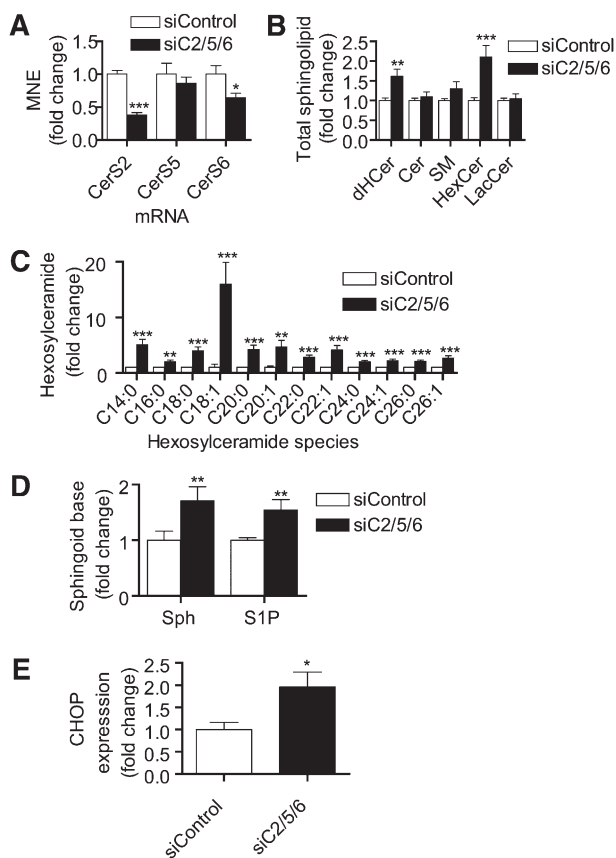 A
siControl
siC2/5/6
MNE
(fold change)
1.5
1.0
0.5
0.0
***
*
CerS2
CerS5
CerS6
mRNA
B
siControl
siC2/5/6
Total sphingolipid
(fold change)
2.5
2.0
1.5
1.0
0.5
0.0
**
***
dHCer
Cer
SM
HexCer
LacCer
C
siControl
siC2/5/6
Hexosylceramide
(fold change)
20
10
0
*** ** *** *** *** ** *** *** *** *** *** ***
C14:0
C16:0
C18:0
C18:1
C20:0
C20:1
C22:0
C22:1
C24:0
C24:1
C26:0
C26:1
Hexosylceramide species
D
siControl
siC2/5/6
Sphingoid base
(fold change)
2
1
0
**
**
Sph
S1P
E
CHOP
expresssion
(fold change)
2.5
2.0
1.5
1.0
0.5
0.0
*
siControl
siC2/5/6